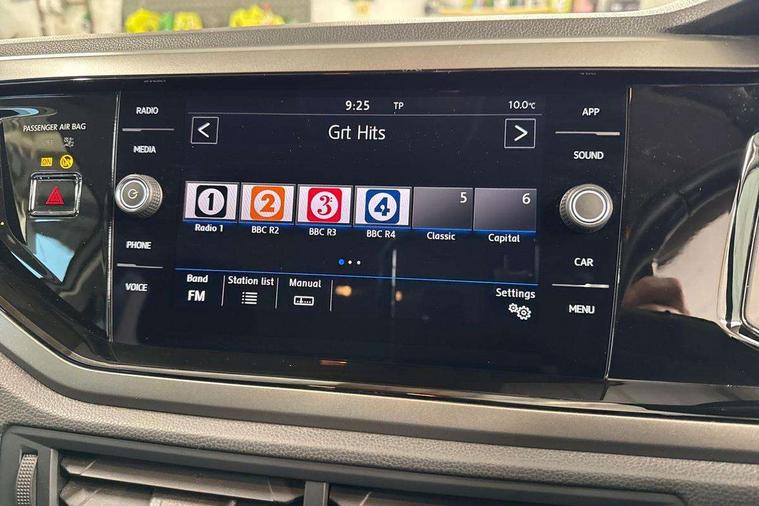 9:25 TP 10.0°C
< Grt Hits >
PASSENGER AIR BAG
ON
RADIO
MEDIA
PHONE
VOICE
1 2 3 4 5 6
Radio 1 BBC R2 BBC R3 BBC R4 Classic Capital
Band Station list Manual Settings
FM
APP
SOUND
CAR
MENU